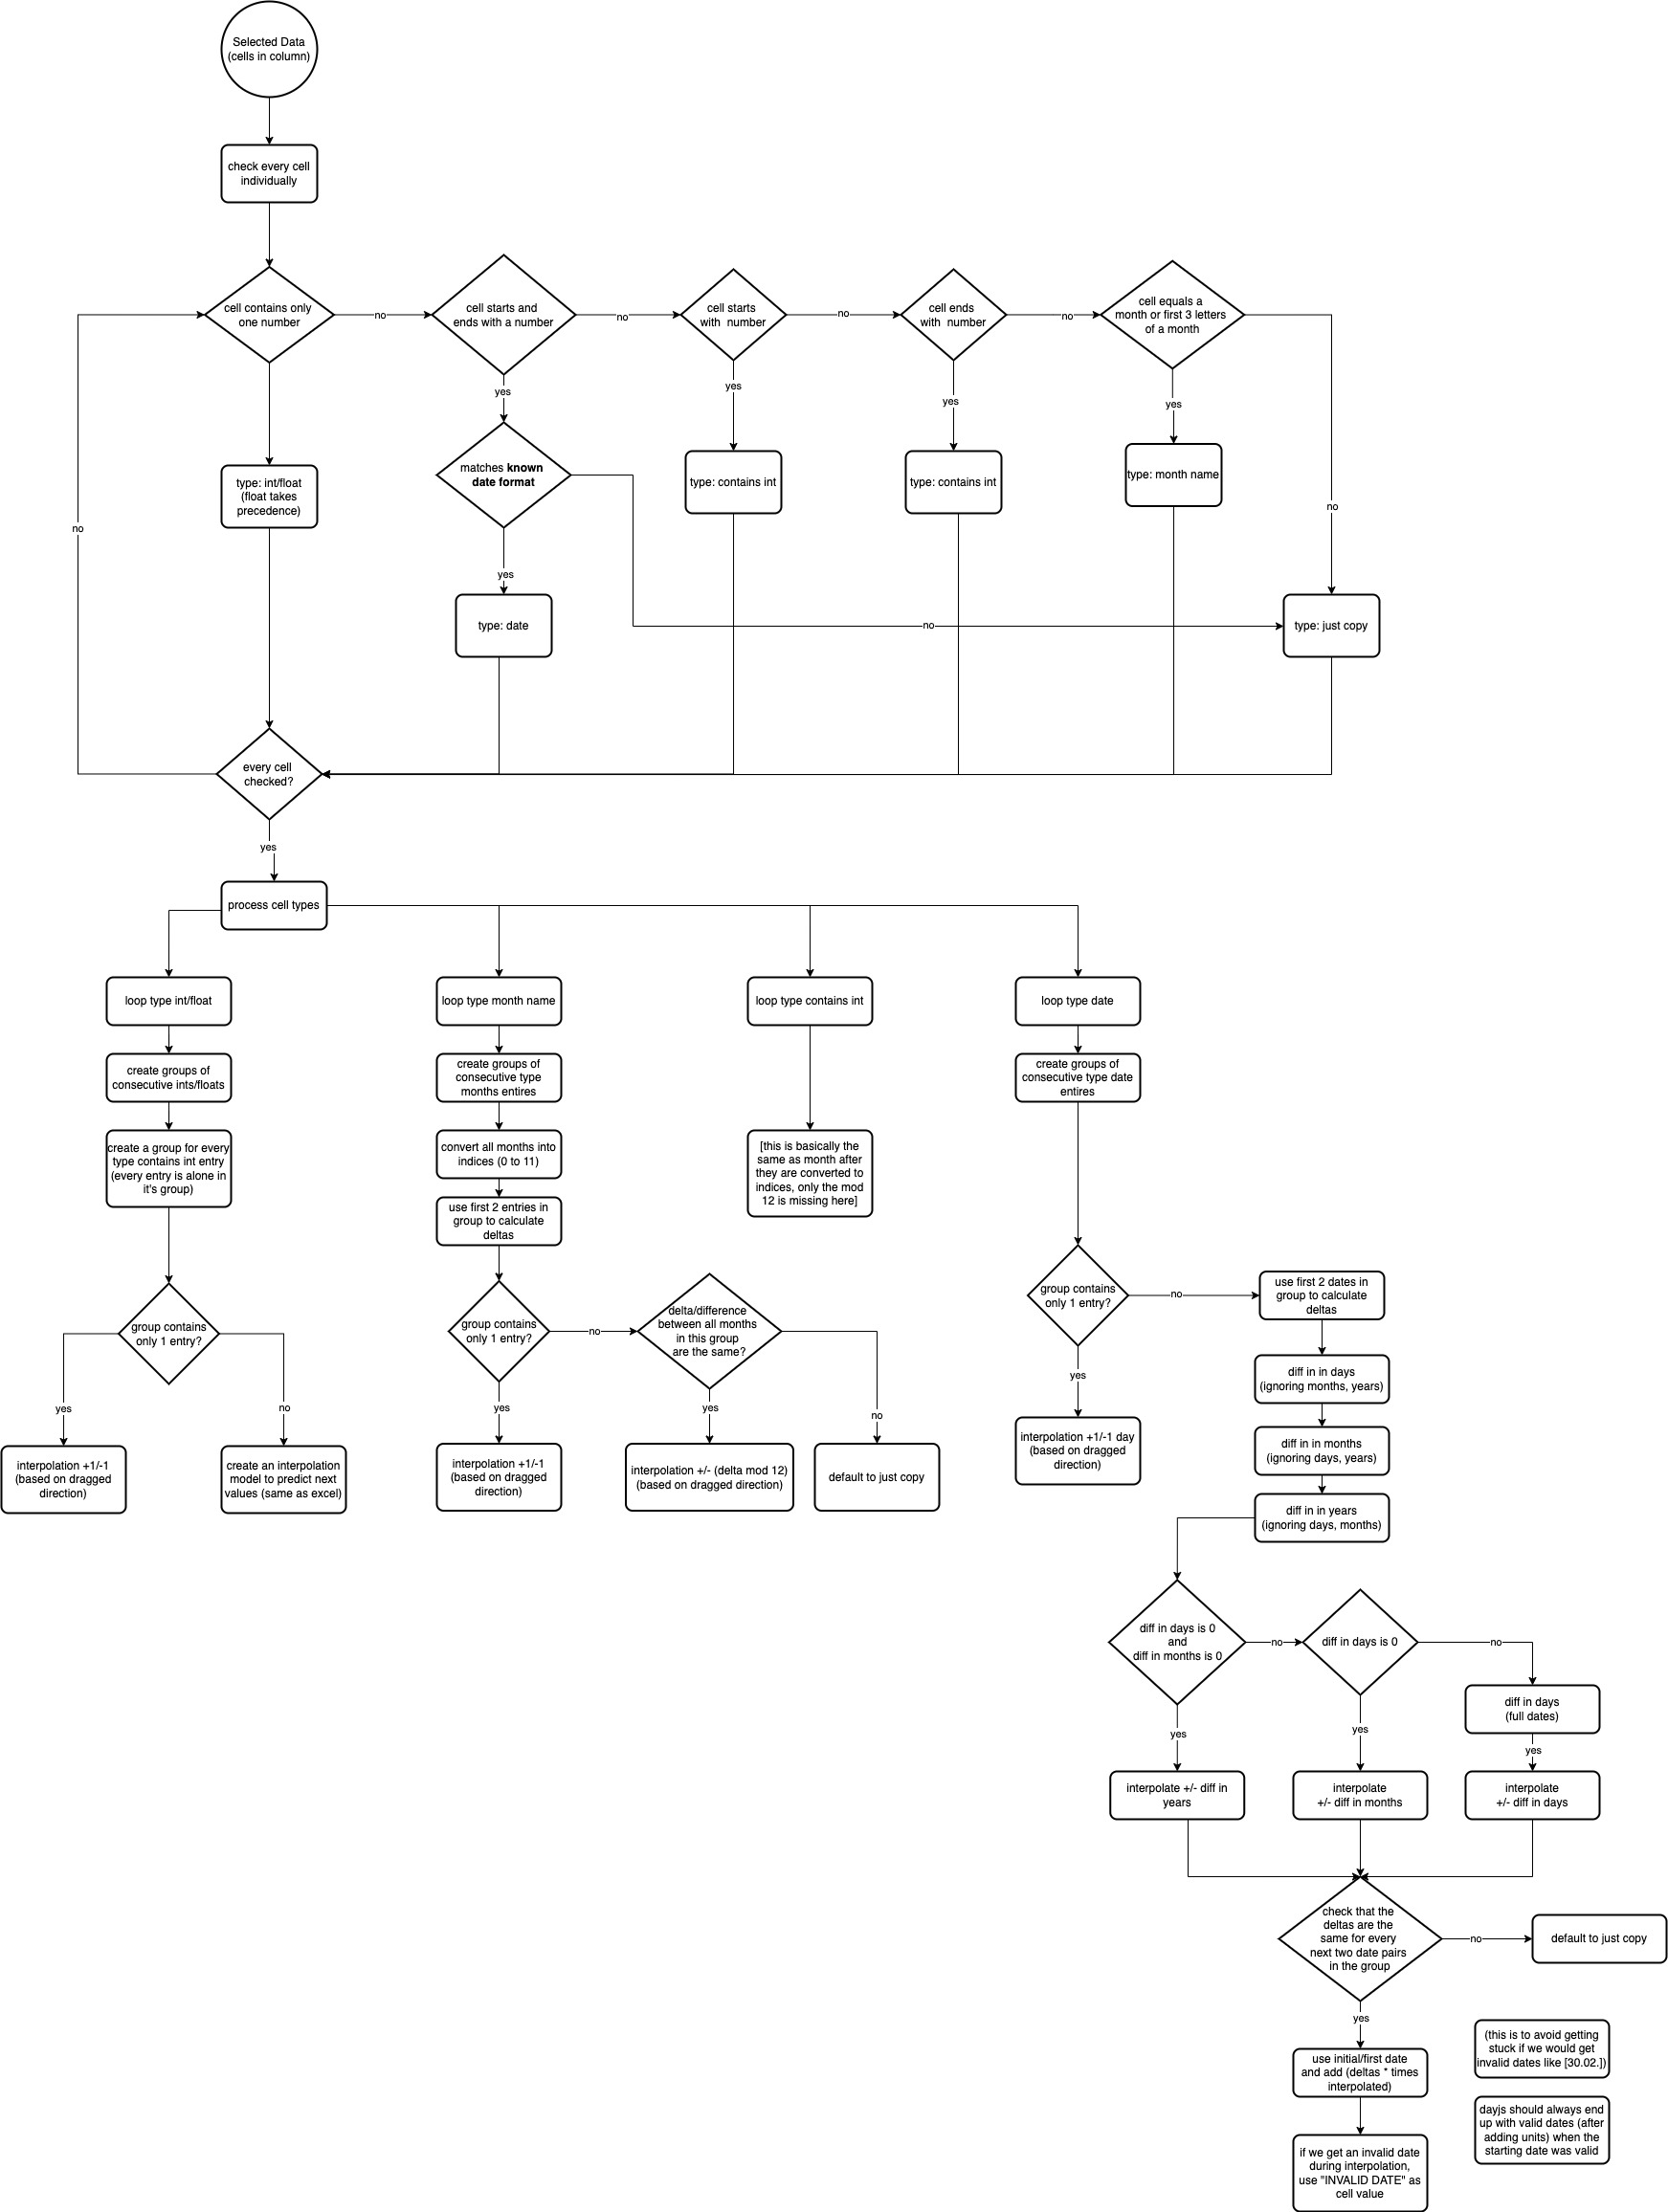 Selected Data
(cells in column)
check every cell
individually
cell contains only
one number
no
cell starts and
ends with a number
no
cell starts
with  number
no
cell ends
with  number
no
cell equals a
month or first 3 letters
of a month
yes
yes
yes
yes
matches known
date format
type: int/float
(float takes
precedence)
type: contains int
type: contains int
type: month name
no
no
yes
type: date
no
type: just copy
every cell
checked?
yes
process cell types
loop type int/float
loop type month name
loop type contains int
loop type date
create groups of
consecutive ints/floats
create groups of
consecutive type
months entires
create groups of
consecutive type date
entires
create a group for every
type contains int entry
(every entry is alone in
it's group)
convert all months into
indices (0 to 11)
[this is basically the
same as month after
they are converted to
indices, only the mod
12 is missing here]
use first 2 entries in
group to calculate
deltas
group contains
only 1 entry?
no
use first 2 dates in
group to calculate
deltas
group contains
only 1 entry?
group contains
only 1 entry?
no
delta/difference
between all months
in this group
are the same?
yes
diff in in days
(ignoring months, years)
yes
no
yes
yes
no
interpolation +1/-1
(based on dragged
direction)
create an interpolation
model to predict next
values (same as excel)
interpolation +1/-1
(based on dragged
direction)
interpolation +/- (delta mod 12)
(based on dragged direction)
default to just copy
interpolation +1/-1 day
(based on dragged
direction)
diff in in months
(ignoring days, years)
diff in in years
(ignoring days, months)
diff in days is 0
and
diff in months is 0
no
diff in days is 0
no
diff in days
(full dates)
yes
yes
yes
interpolate +/- diff in
years
interpolate
+/- diff in months
interpolate
+/- diff in days
check that the
deltas are the
same for every
next two date pairs
in the group
no
default to just copy
yes
(this is to avoid getting
stuck if we would get
invalid dates like [30.02.])
use initial/first date
and add (deltas * times
interpolated)
dayjs should always end
up with valid dates (after
adding units) when the
starting date was valid
if we get an invalid date
during interpolation,
use "INVALID DATE" as
cell value